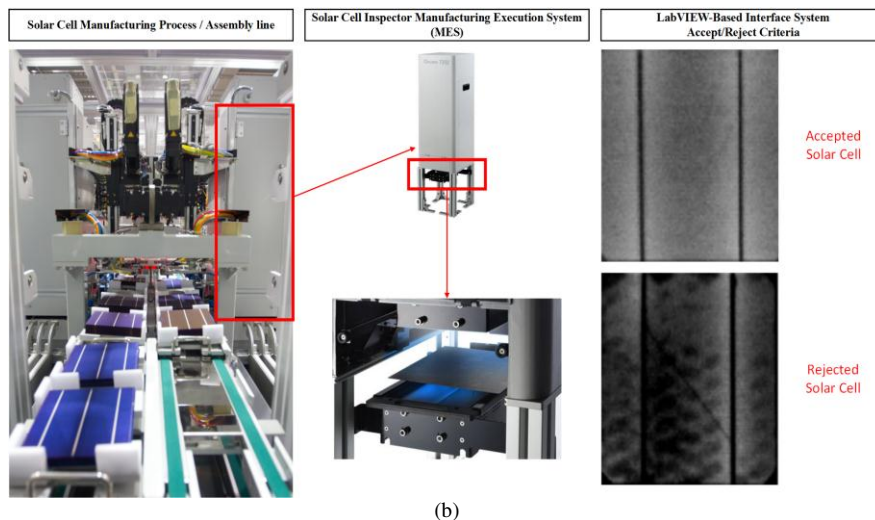 Solar Cell Manufacturing Process / Assembly line
Solar Cell Inspector Manufacturing Execution System
(MES)
LabVIEW-Based Interface System
Accept/Reject Criteria
Accepted
Solar Cell
Rejected
Solar Cell
(b)